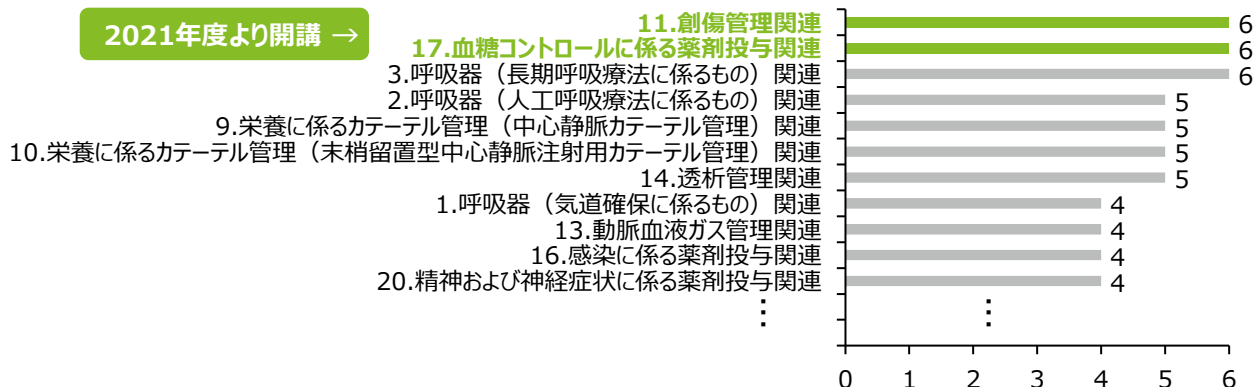 2021年度より開講 →
11.創傷管理関連 6
17.血糖コントロールに係る薬剤投与関連 6
3.呼吸器（長期呼吸療法に係るもの）関連 6
2.呼吸器（人工呼吸療法に係るもの）関連 5
9.栄養に係るカテーテル管理（中心静脈カテーテル管理）関連 5
10.栄養に係るカテーテル管理（末梢留置型中心静脈注射用カテーテル管理）関連 5
14.透析管理関連 5
1.呼吸器（気道確保に係るもの）関連 4
13.動脈血液ガス管理関連 4
16.感染に係る薬剤投与関連 4
20.精神および神経症状に係る薬剤投与関連 4
⋮ ⋮
0 1 2 3 4 5 6